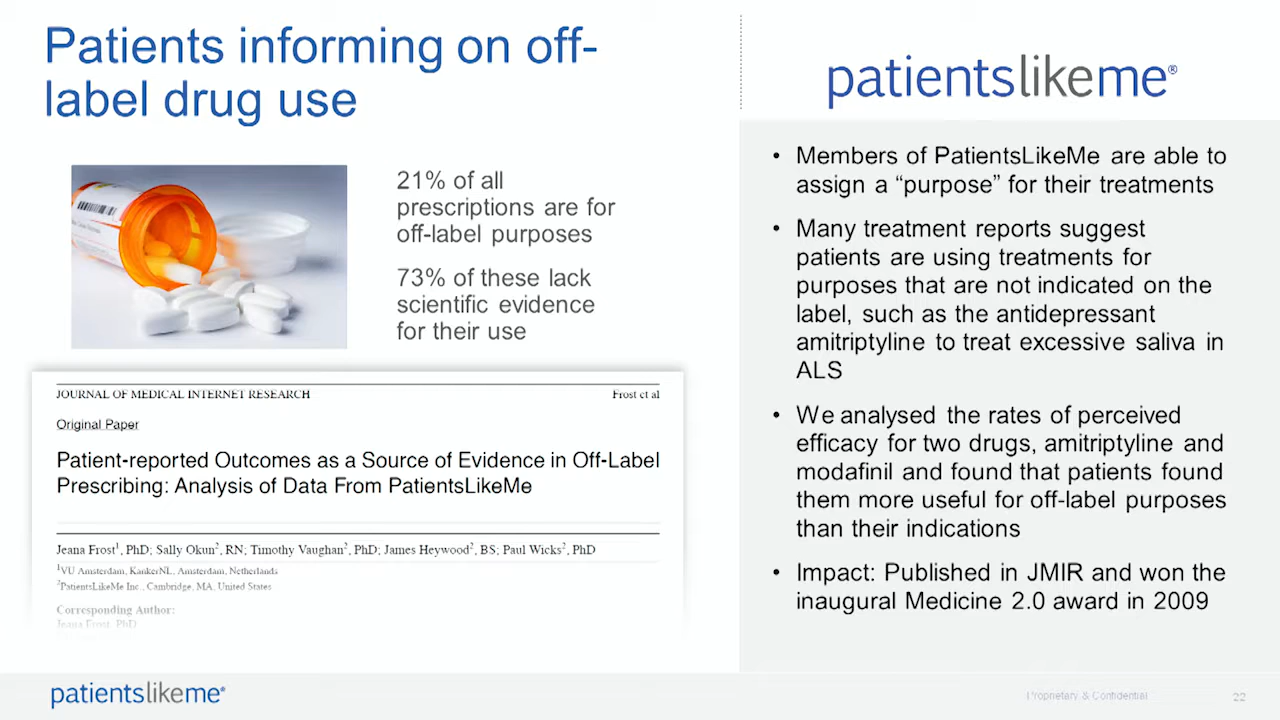 Patients informing on off-
label drug use
21% of all
prescriptions are for
off-label purposes
73% of these lack
scientific evidence
for their use
JOURNAL OF MEDICAL INTERNET RESEARCH
Frost et al
Original Paper
Patient-reported Outcomes as a Source of Evidence in Off-Label
Prescribing: Analysis of Data From PatientsLikeMe
Jeana Frost1, PhD; Sally Okun2, RN; Timothy Vaughan2, PhD; James Heywood2, BS; Paul Wicks2, PhD
1VU Amsterdam, KankerNL, Amsterdam, Netherlands
2PatientsLikeMe Inc., Cambridge, MA, United States
Corresponding Author:
Jeana Frost, PhD
patientslikeme®
• Members of PatientsLikeMe are able to
assign a “purpose” for their treatments
• Many treatment reports suggest
patients are using treatments for
purposes that are not indicated on the
label, such as the antidepressant
amitriptyline to treat excessive saliva in
ALS
• We analysed the rates of perceived
efficacy for two drugs, amitriptyline and
modafinil and found that patients found
them more useful for off-label purposes
than their indications
• Impact: Published in JMIR and won the
inaugural Medicine 2.0 award in 2009
patientslikeme®
Proprietary & Confidential
22